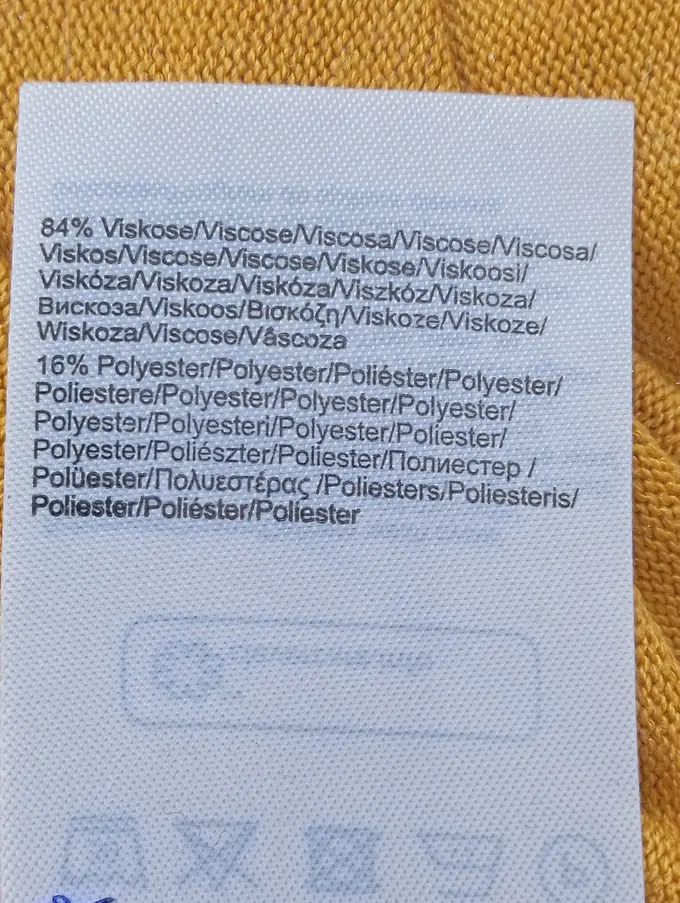 84% Viskose/Viscose/Viscosa/Viscose/Viscosa/
Viskos/Viscose/Viscose/Viskose/Viskoosi/
Viskóza/Viskoza/Viskóza/Viszkóz/Viskoza/
Вискоза/Viskoos/Βισκόζη/Viskoze/Viskoze/
Wiskoza/Viscose/Vâscoza
16% Polyester/Polyester/Poliéster/Polyester/
Poliestere/Polyester/Polyester/Polyester/
Polyester/Polyesteri/Polyester/Poliester/
Polyester/Poliészter/Poliester/Полиестер /
Polüester/Πολυεστέρας /Poliesters/Poliesteris/
Poliester/Poliéster/Poliester